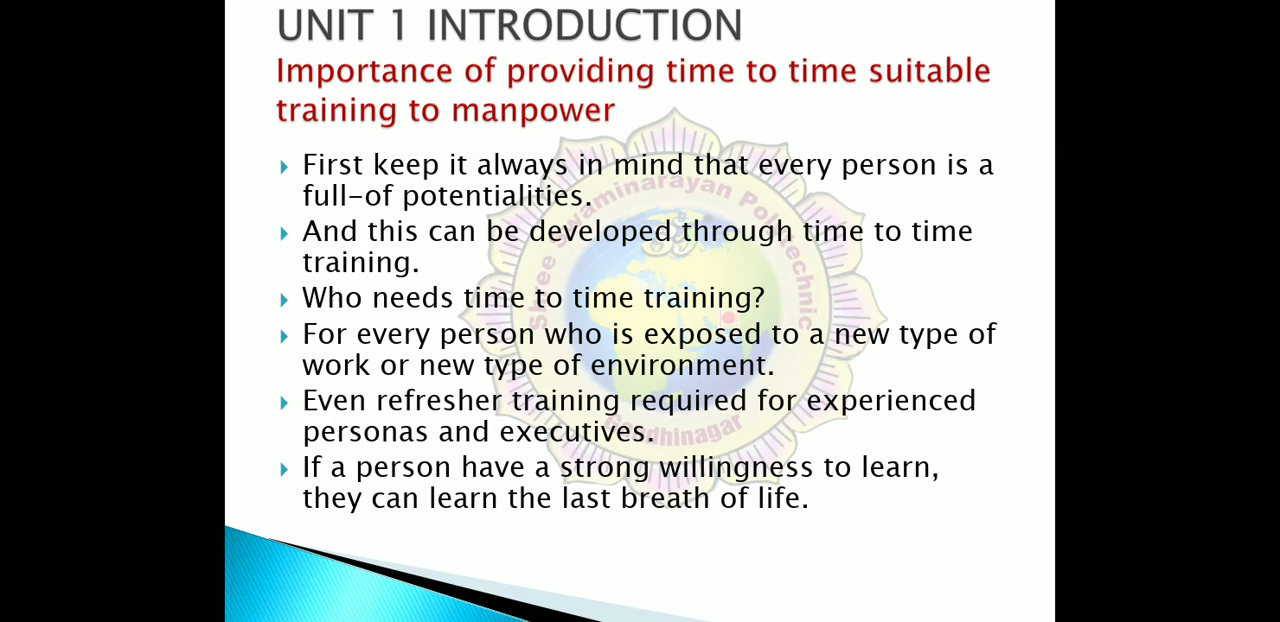 UNIT 1 INTRODUCTION
Importance of providing time to time suitable
training to manpower
First keep it always in mind that every person is a
full-of potentialities.
And this can be developed through time to time
training.
Who needs time to time training?
For every person who is exposed to a new type of
work or new type of environment.
Even refresher training required for experienced
personas and executives.
If a person have a strong willingness to learn,
they can learn the last breath of life.
Shree Swaminarayan Polytechnic
Gandhinagar